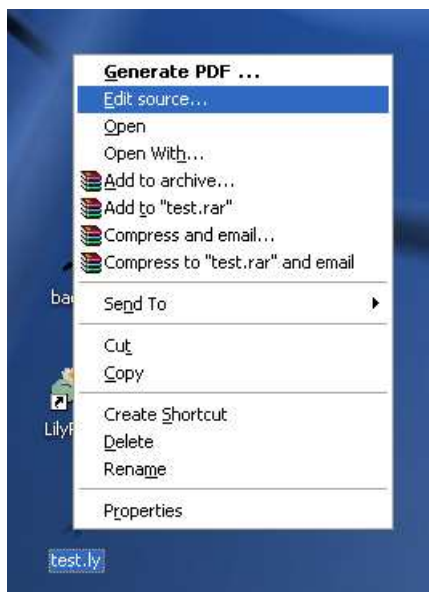 Generate PDF ...
Edit source...
Open
Open With...
Add to archive...
Add to "test.rar"
Compress and email...
Compress to "test.rar" and email
Send To
Cut
Copy
Create Shortcut
Delete
Rename
Properties
test.ly